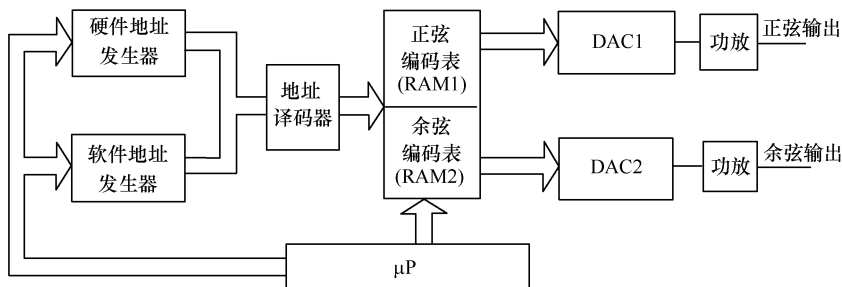 硬件地址
发生器
软件地址
发生器
地址
译码器
正弦
编码表
(RAM1)
余弦
编码表
(RAM2)
DAC1
功放
正弦输出
DAC2
功放
余弦输出
μP